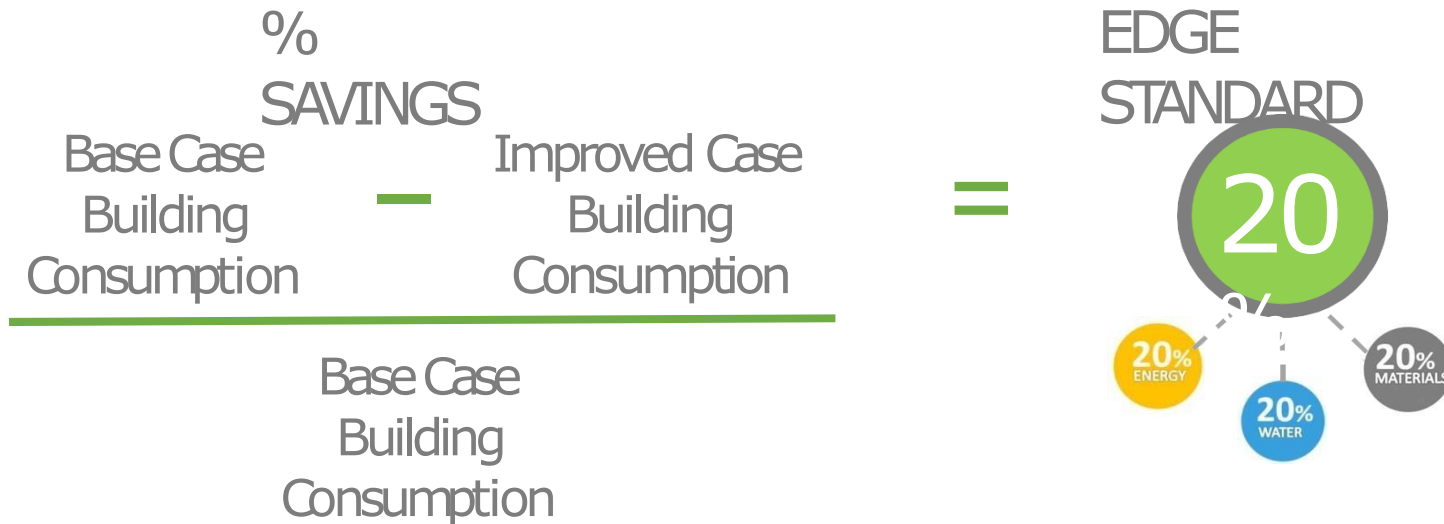 %
SAVINGS
Base Case
Building
Consumption
–
Improved Case
Building
Consumption
Base Case
Building
Consumption
=
EDGE
STANDARD
20
%
20%
ENERGY
20%
WATER
20%
MATERIALS